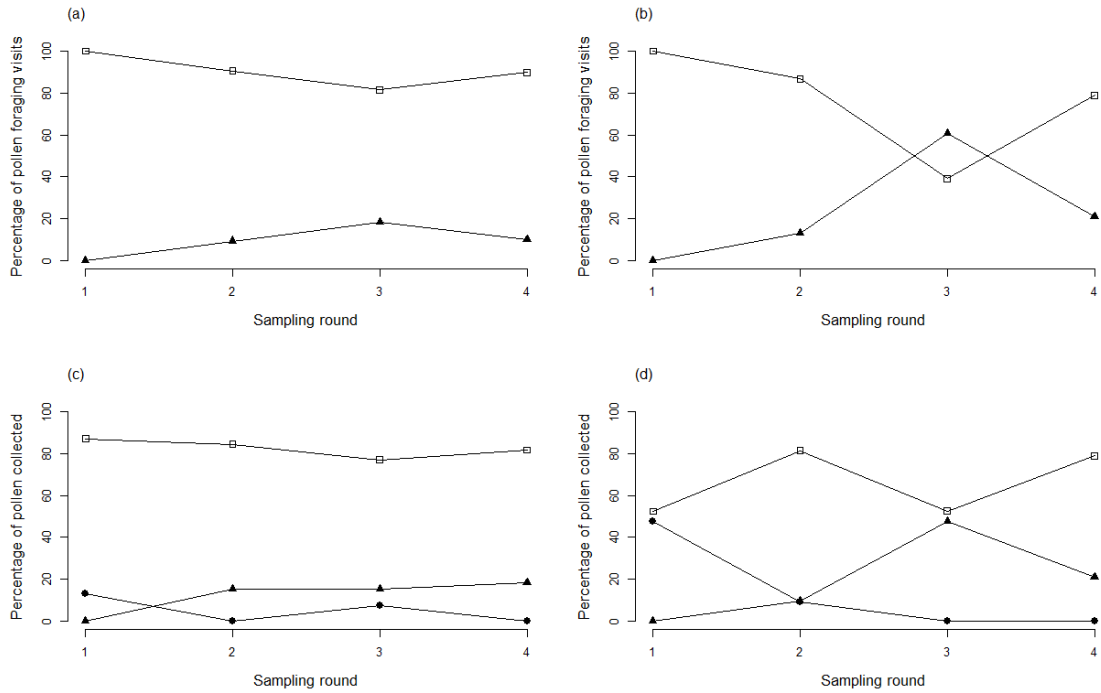 (a)
Percentage of pollen foraging visits
100
80
60
40
20
0
1 2 3 4
Sampling round
(b)
Percentage of pollen foraging visits
100
80
60
40
20
0
1 2 3 4
Sampling round
(c)
Percentage of pollen collected
100
80
60
40
20
0
1 2 3 4
Sampling round
(d)
Percentage of pollen collected
100
80
60
40
20
0
1 2 3 4
Sampling round